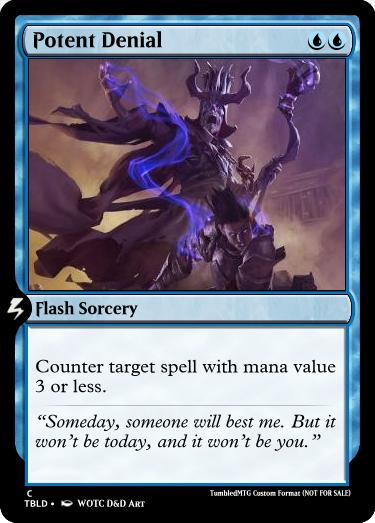 Potent Denial
Flash Sorcery
Counter target spell with mana value
3 or less.
“Someday, someone will best me. But it
won’t be today, and it won’t be you.”
C
TumbledMTG Custom Format (NOT FOR SALE)
TBLD • WOTC D&D Art